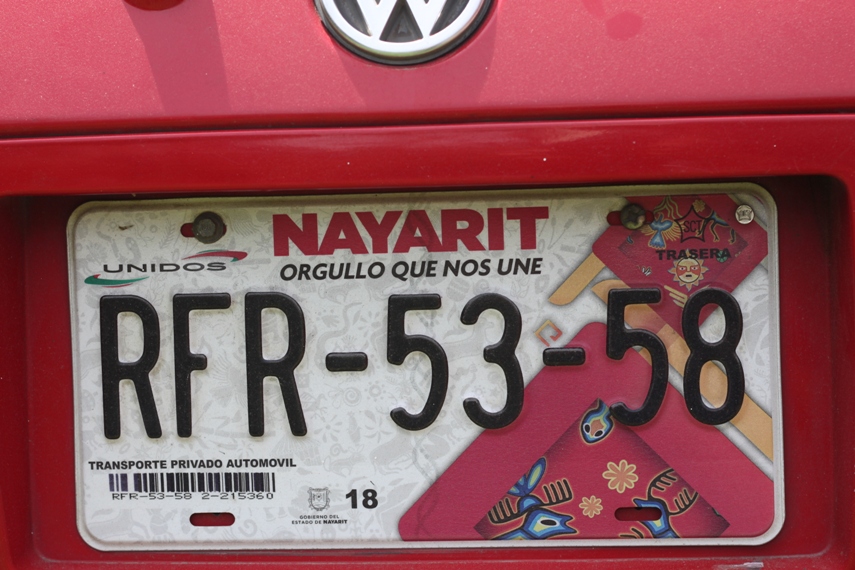 NAYARIT
UNIDOS
ORGULLO QUE NOS UNE
SCT
TRASERA
RFR-53-58
TRANSPORTE PRIVADO AUTOMOVIL
RFR-53-58 2-215360
GOBIERNO DEL
ESTADO DE NAYARIT
18